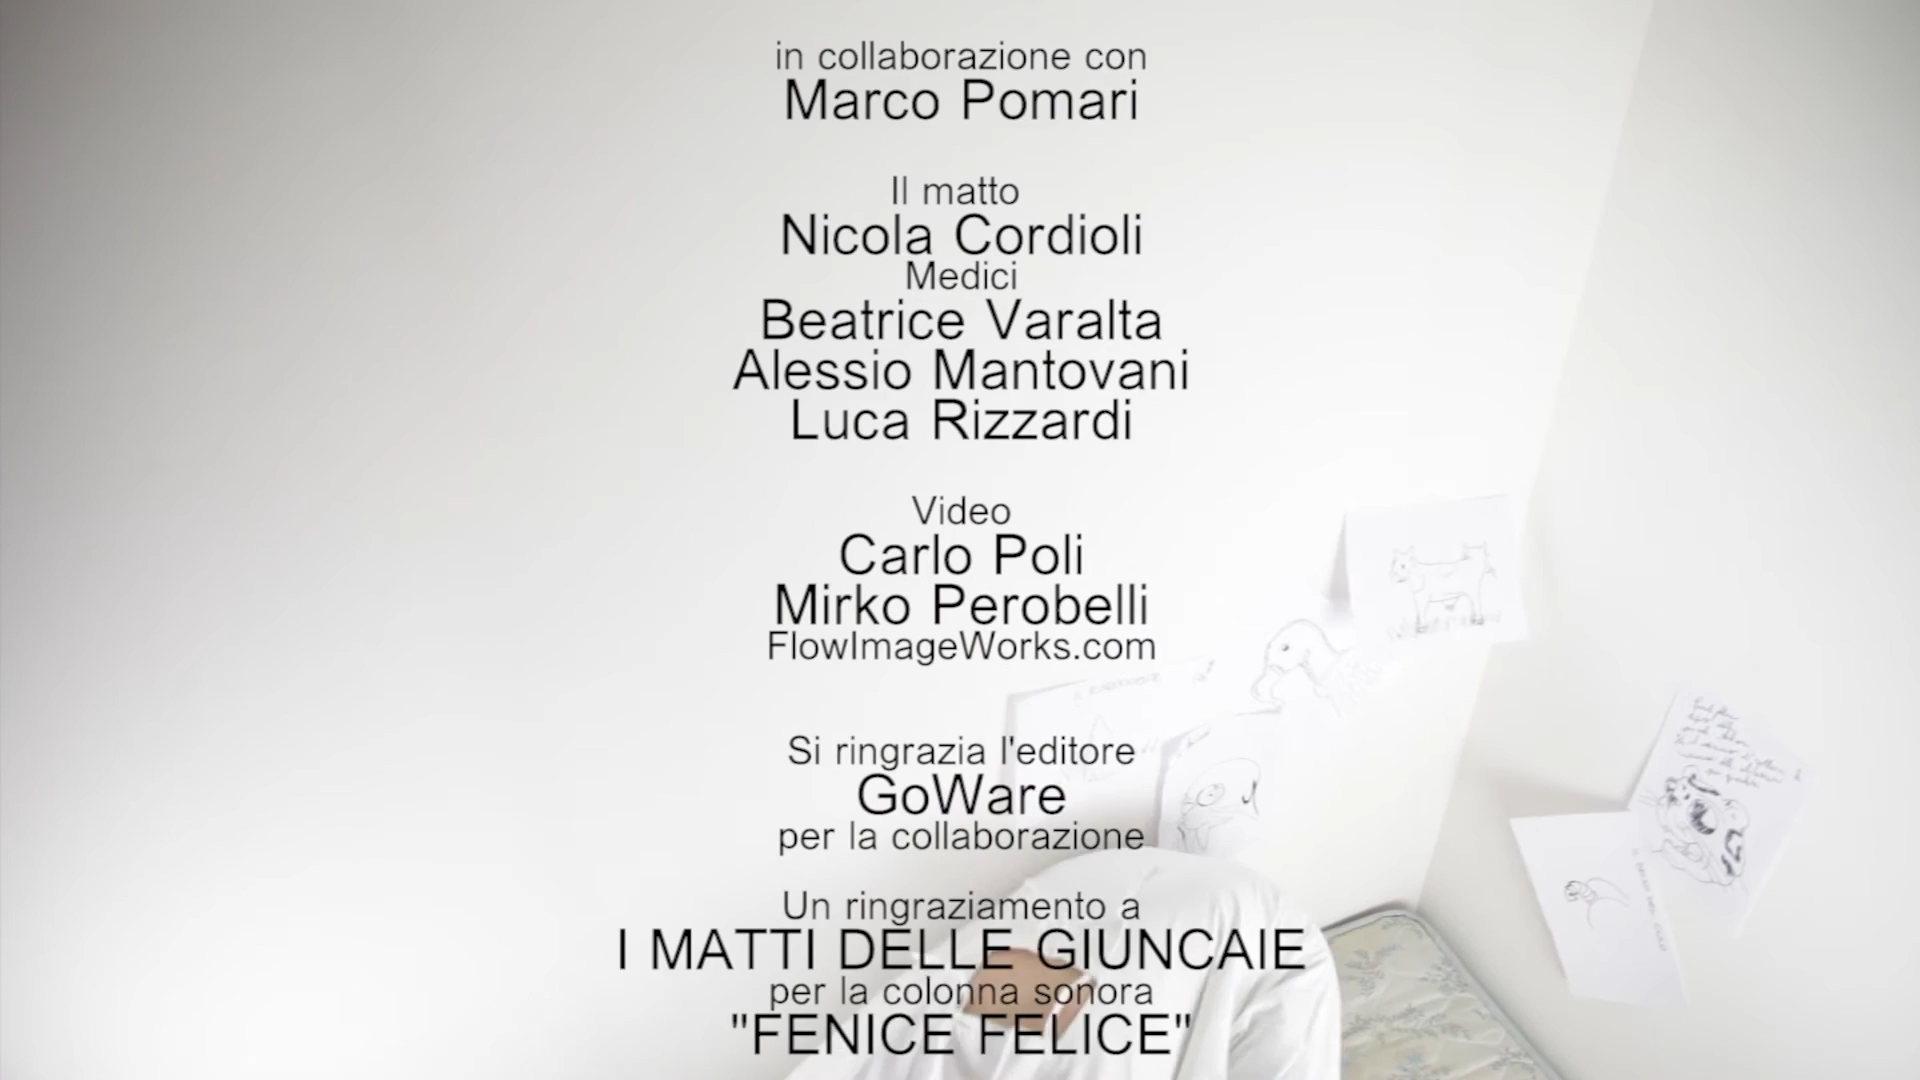 in collaborazione con
Marco Pomari
Il matto
Nicola Cordioli
Medici
Beatrice Varalta
Alessio Mantovani
Luca Rizzardi
Video
Carlo Poli
Mirko Perobelli
FlowImageWorks.com
Si ringrazia l'editore
GoWare
per la collaborazione
Un ringraziamento a
I MATTI DELLE GIUNCAIE
per la colonna sonora
"FENICE FELICE"